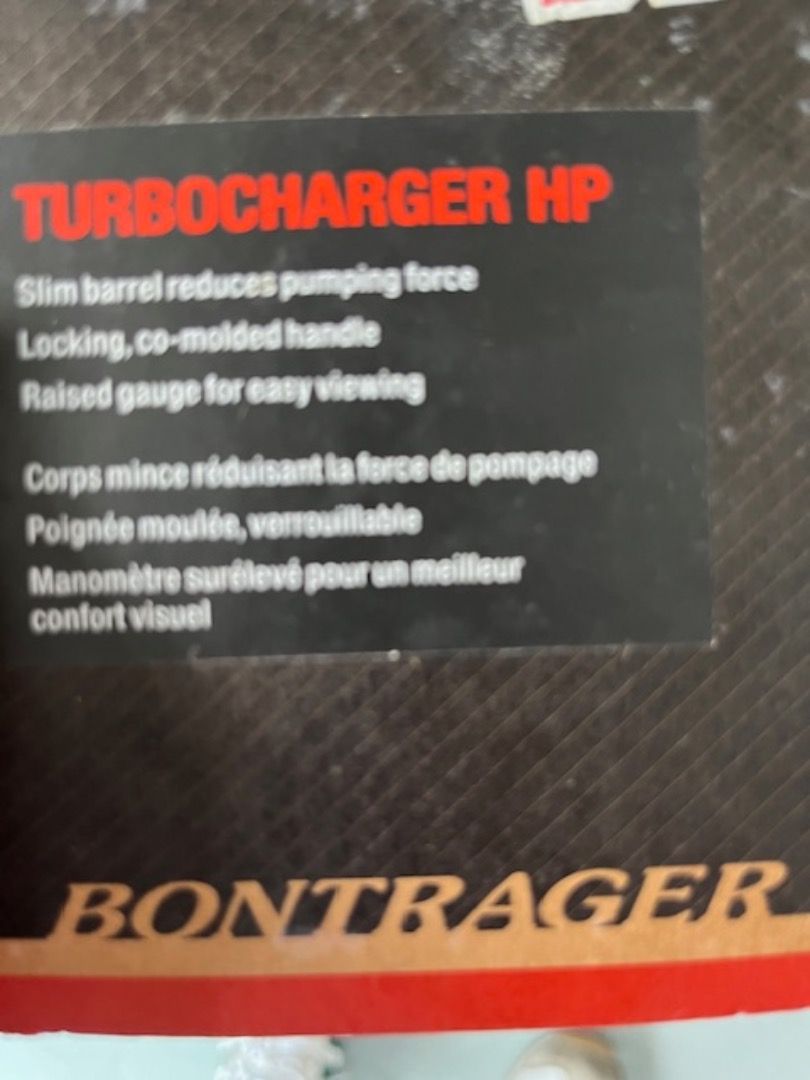 TURBOCHARGER HP
Slim barrel reduces pumping force
Locking, co-molded handle
Raised gauge for easy viewing
Corps mince réduisant la force de pompage
Poignée moulée, verrouillable
Manomètre surélevé pour un meilleur
confort visuel
BONTRAGER